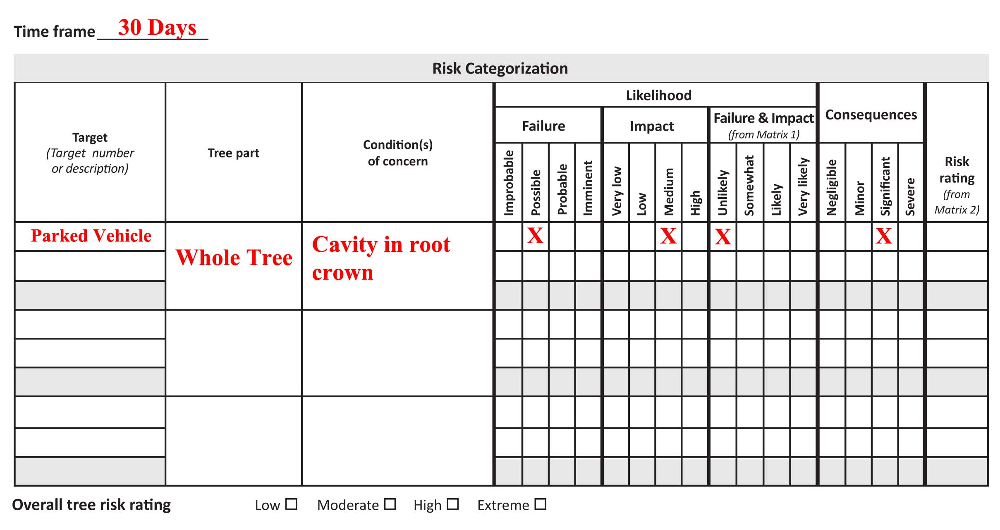 Time frame 30 Days
Risk Categorization
Target
(Target number
or description)
Tree part
Condition(s)
of concern
Likelihood
Failure
Impact
Failure & Impact
(from Matrix 1)
Consequences
Risk
rating
(from
Matrix 2)
Improbable
Possible
Probable
Imminent
Very low
Low
Medium
High
Unlikely
Somewhat
Likely
Very likely
Negligible
Minor
Significant
Severe
Parked Vehicle
Whole Tree
Cavity in root
crown
X X X X
Overall tree risk rating Low Moderate High Extreme